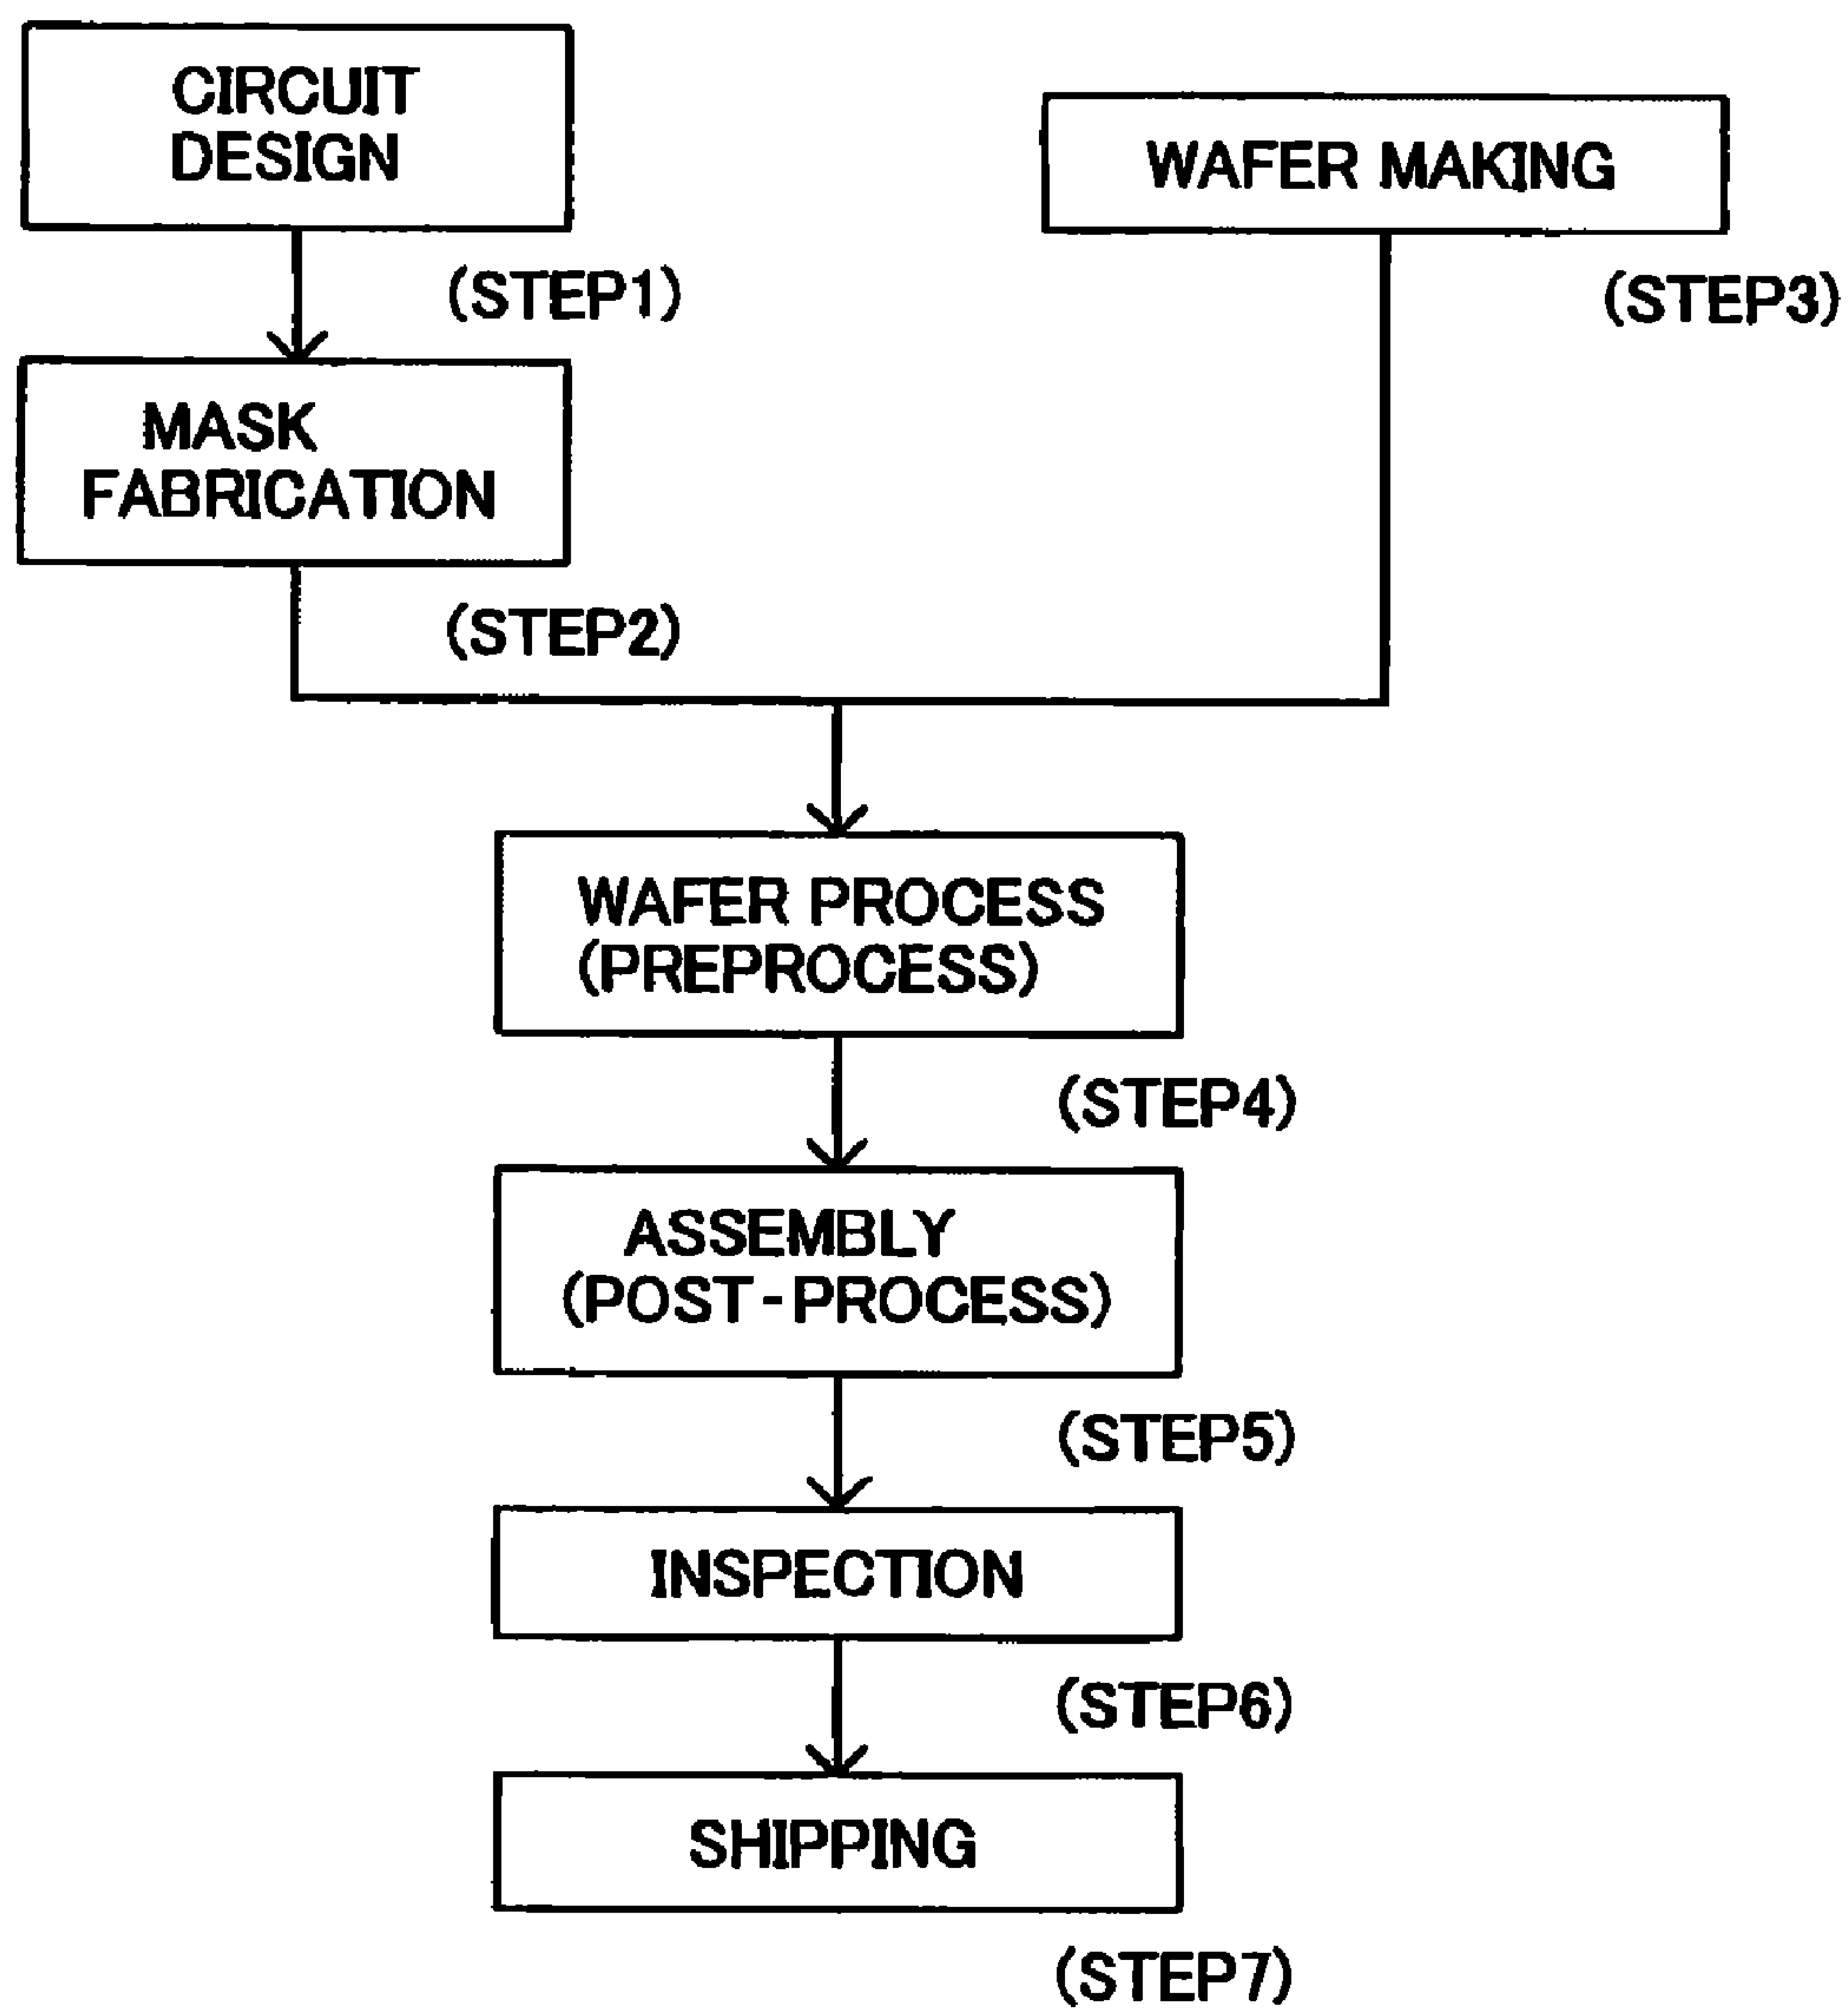 CIRCUIT
DESIGN
(STEP1)
MASK
FABRICATION
(STEP2)
WAFER MAKING
(STEP3)
WAFER PROCESS
(PREPROCESS)
(STEP4)
ASSEMBLY
(POST-PROCESS)
(STEP5)
INSPECTION
(STEP6)
SHIPPING
(STEP7)